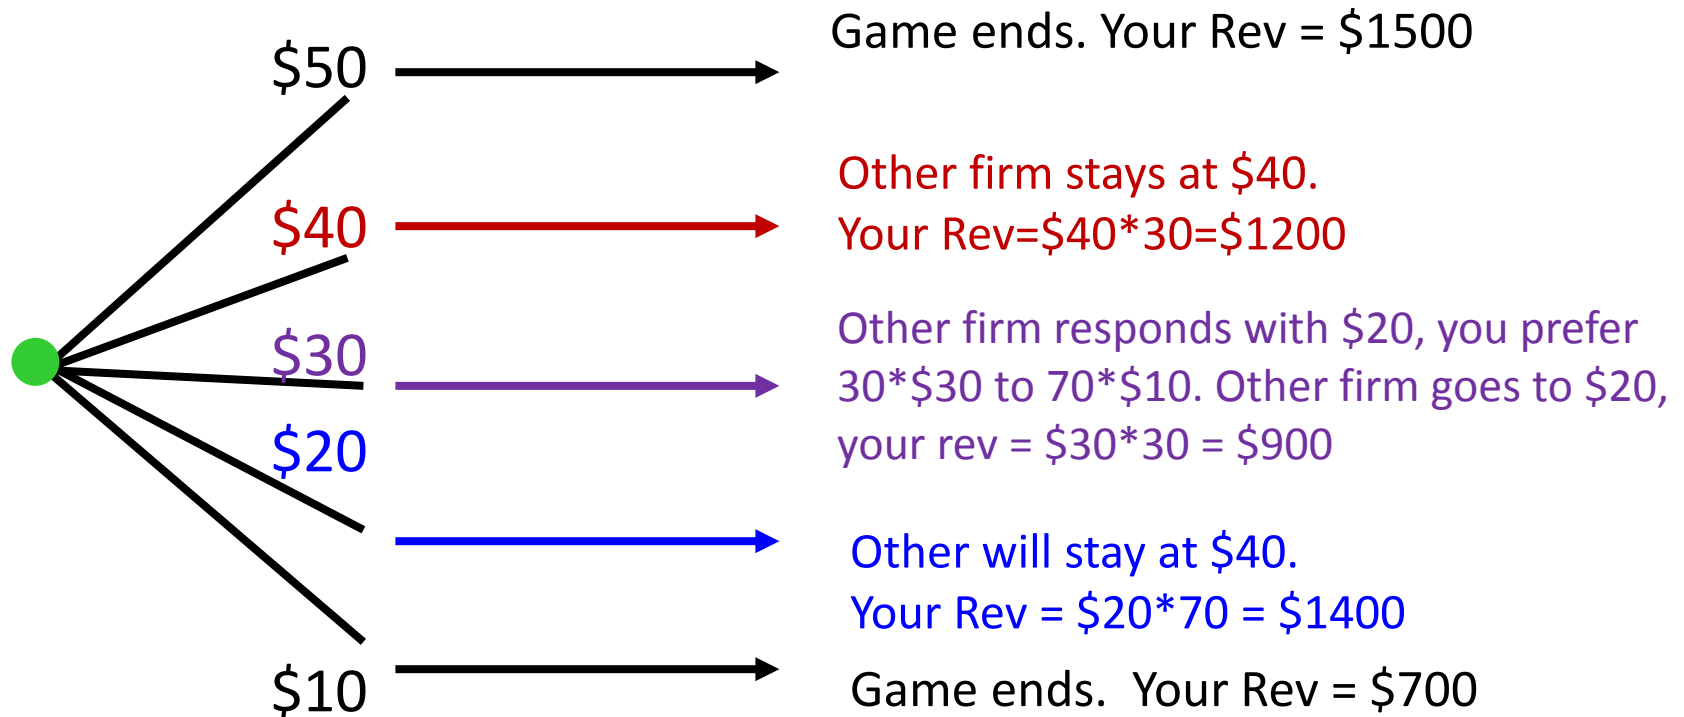 $50
Game ends. Your Rev = $1500
$40
Other firm stays at $40.
Your Rev=$40*30=$1200
$30
Other firm responds with $20, you prefer
30*$30 to 70*$10. Other firm goes to $20,
your rev = $30*30 = $900
$20
Other will stay at $40.
Your Rev = $20*70 = $1400
$10
Game ends.  Your Rev = $700